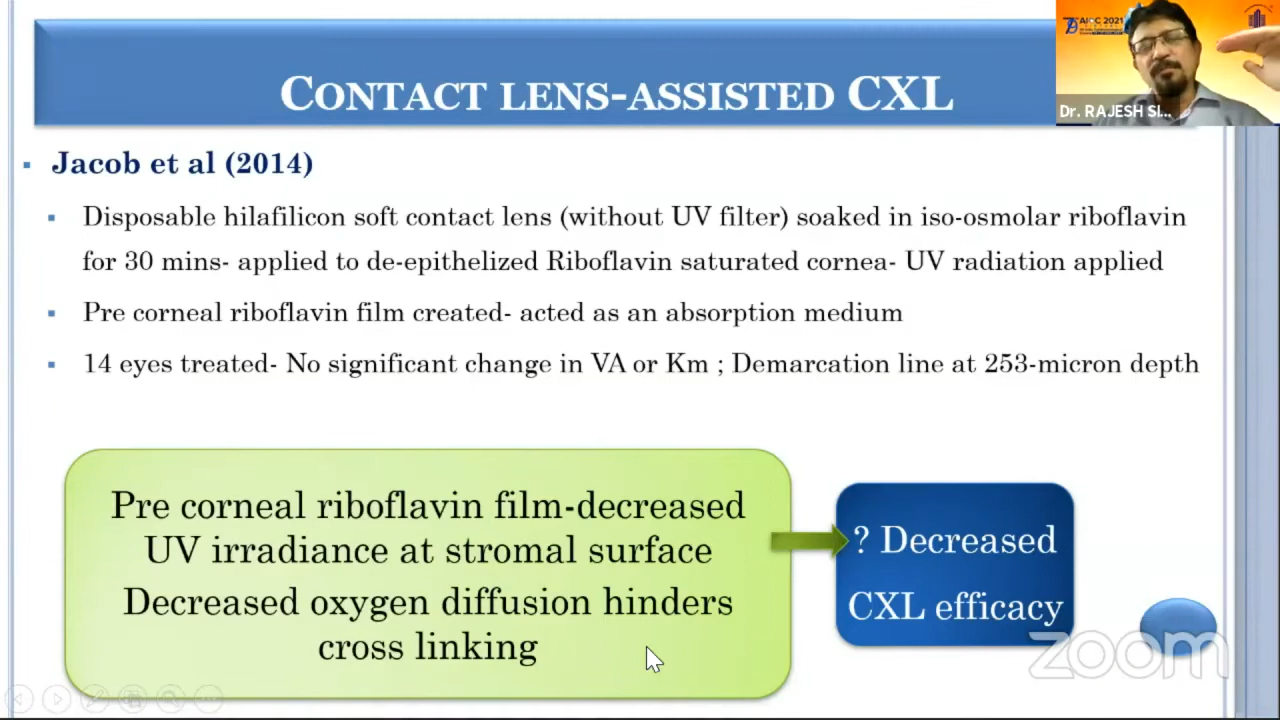 CONTACT LENS-ASSISTED CXL
AIOC 2021
Dr. RAJESH SI...
Jacob et al (2014)
Disposable hilafilicon soft contact lens (without UV filter) soaked in iso-osmolar riboflavin
for 30 mins- applied to de-epithelized Riboflavin saturated cornea- UV radiation applied
Pre corneal riboflavin film created- acted as an absorption medium
14 eyes treated- No significant change in VA or Km ; Demarcation line at 253-micron depth
Pre corneal riboflavin film-decreased
UV irradiance at stromal surface
Decreased oxygen diffusion hinders
cross linking
? Decreased
CXL efficacy
zoom